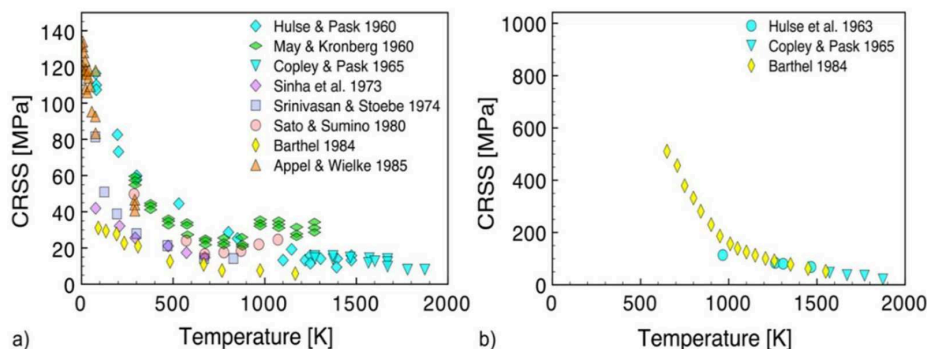 140
120
100
80
60
40
20
0
CRSS [MPa]
0
500
1000
1500
2000
Temperature [K]
a)
Hulse & Pask 1960
May & Kronberg 1960
Copley & Pask 1965
Sinha et al. 1973
Srinivasan & Stoebe 1974
Sato & Sumino 1980
Barthel 1984
Appel & Wielke 1985
1000
800
600
400
200
0
CRSS [MPa]
0
500
1000
1500
2000
Temperature [K]
b)
Hulse et al. 1963
Copley & Pask 1965
Barthel 1984